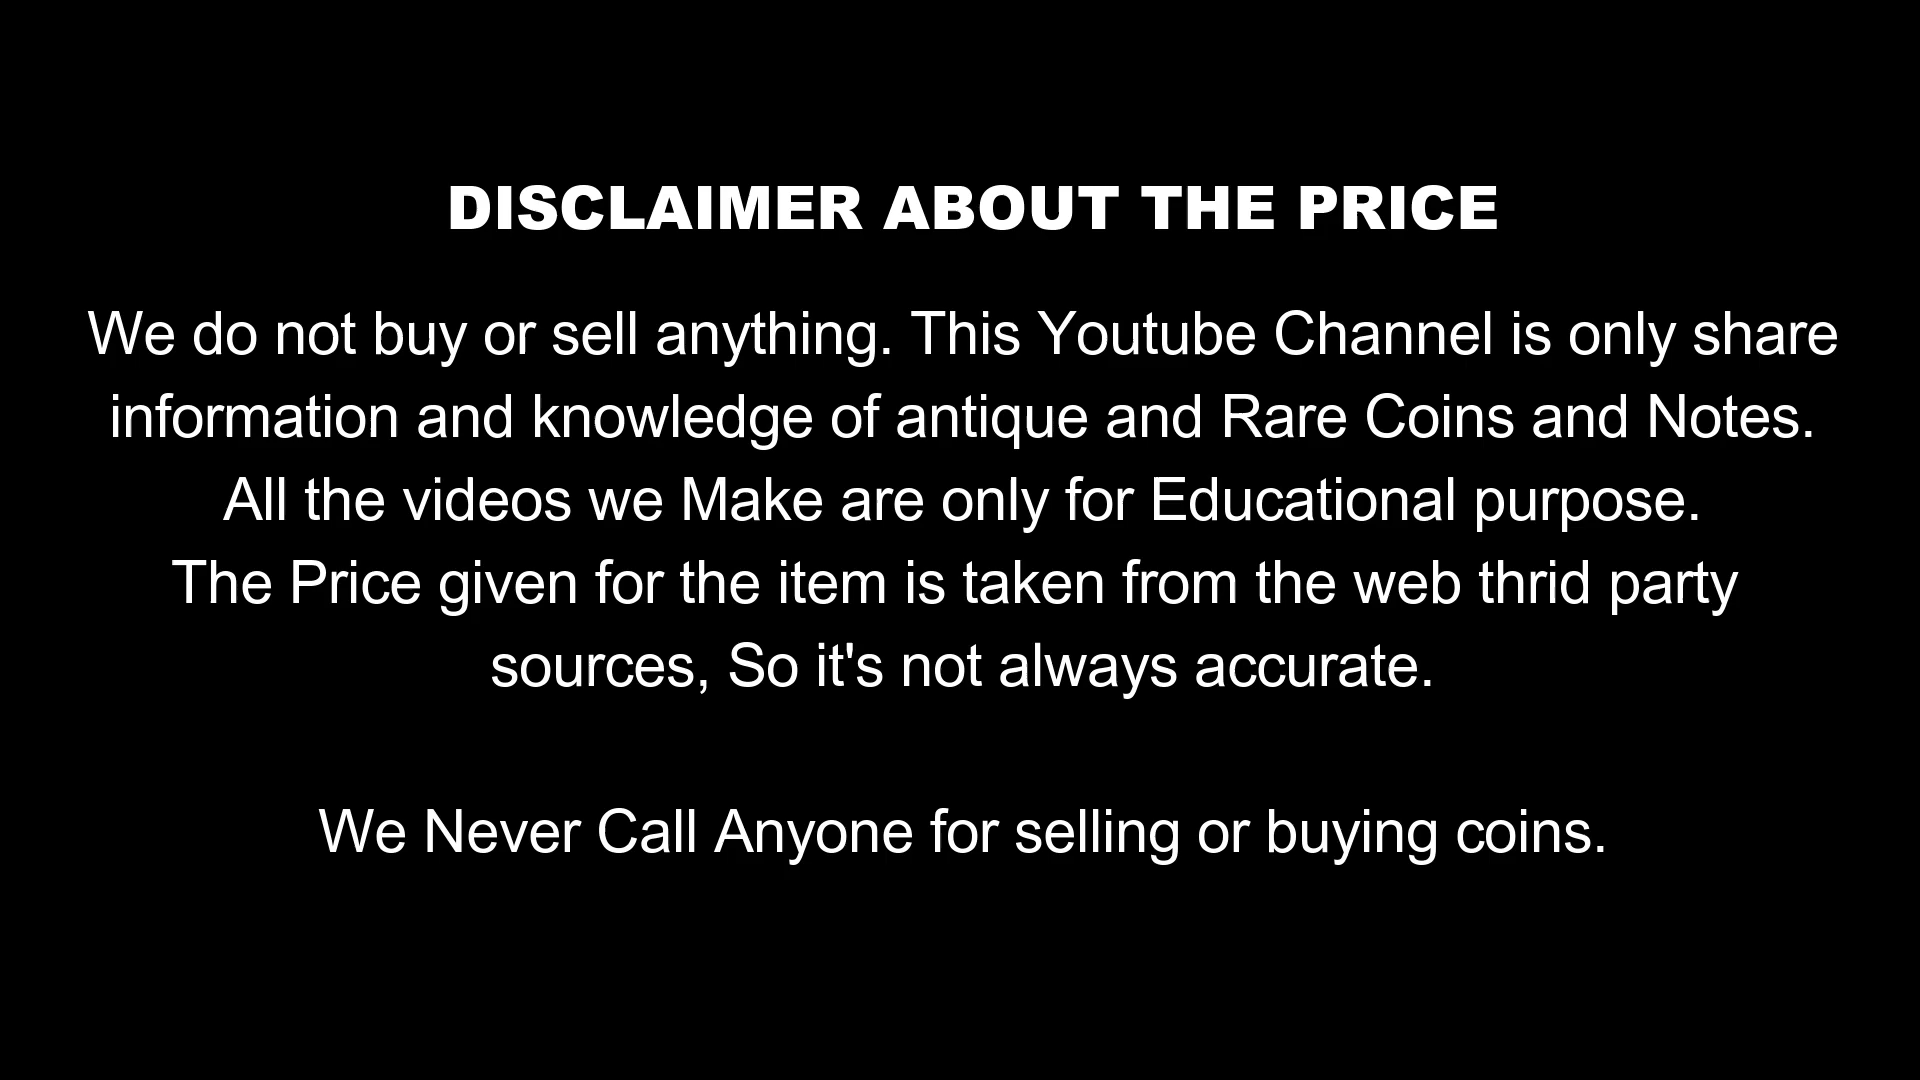 DISCLAIMER ABOUT THE PRICE
We do not buy or sell anything. This Youtube Channel is only share
information and knowledge of antique and Rare Coins and Notes.
All the videos we Make are only for Educational purpose.
The Price given for the item is taken from the web thrid party
sources, So it's not always accurate.
We Never Call Anyone for selling or buying coins.